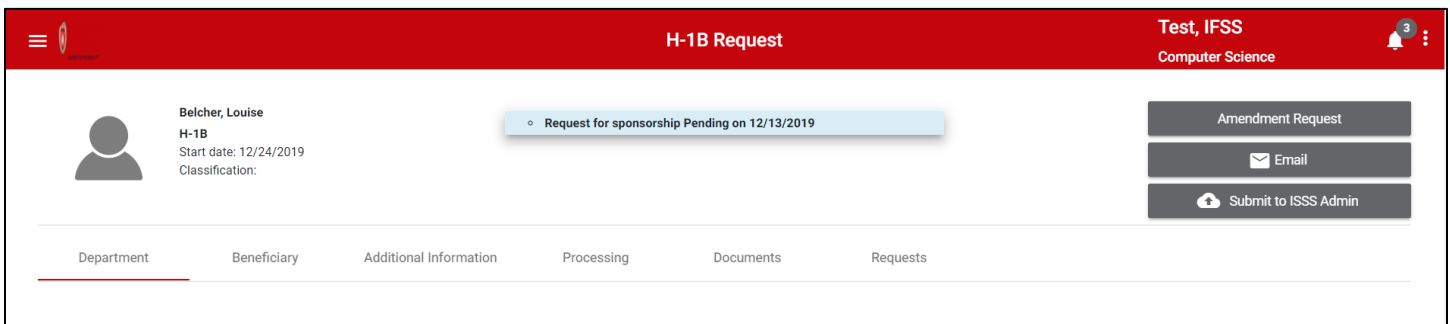 H-1B Request
Test, IFSS
Computer Science
3
Belcher, Louise
H-1B
Start date: 12/24/2019
Classification:
Request for sponsorship Pending on 12/13/2019
Amendment Request
Email
Submit to ISSS Admin
Department Beneficiary Additional Information Processing Documents Requests